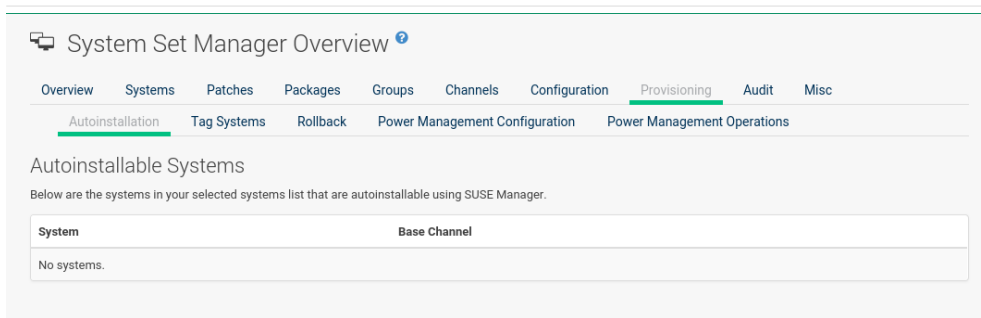 System Set Manager Overview ?
Overview Systems Patches Packages Groups Channels Configuration Provisioning Audit Misc
Autoinstallation Tag Systems Rollback Power Management Configuration Power Management Operations
Autoinstallable Systems
Below are the systems in your selected systems list that are autoinstallable using SUSE Manager.
System Base Channel
No systems.